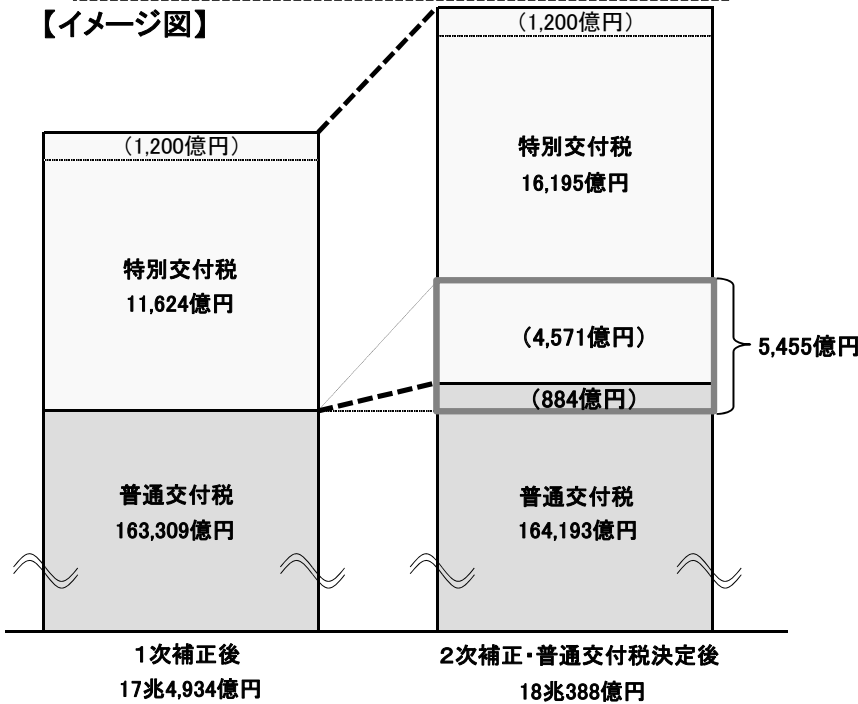 【イメージ図】
(1,200億円)
特別交付税
11,624億円
普通交付税
163,309億円
1次補正後
17兆4,934億円
(1,200億円)
特別交付税
16,195億円
(4,571億円)
(884億円)
5,455億円
普通交付税
164,193億円
2次補正・普通交付税決定後
18兆388億円